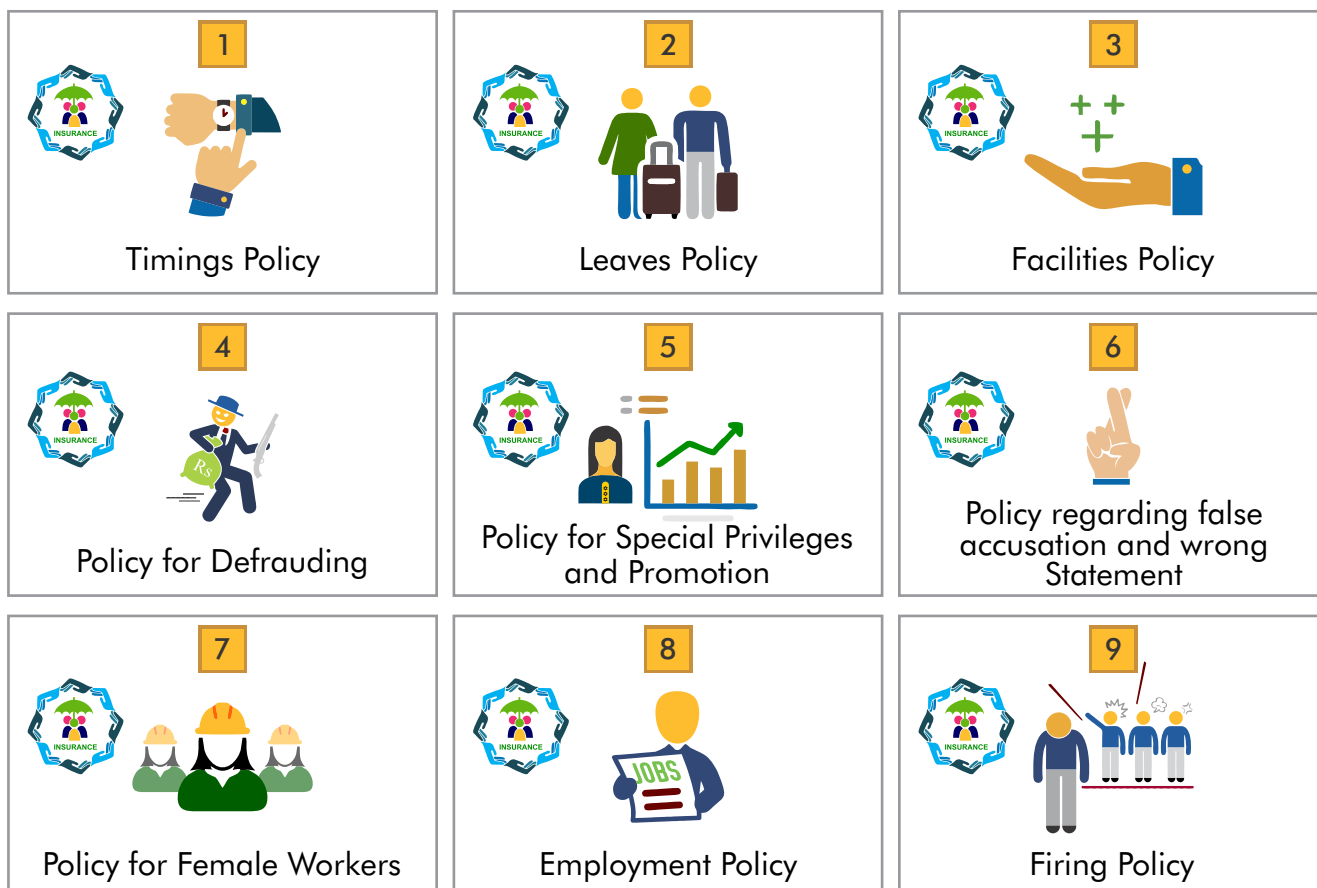 1
INSURANCE
Timings Policy
2
INSURANCE
Leaves Policy
3
INSURANCE
Facilities Policy
4
INSURANCE
Rs
Policy for Defrauding
5
INSURANCE
Policy for Special Privileges
and Promotion
6
INSURANCE
Policy regarding false
accusation and wrong
Statement
7
INSURANCE
Policy for Female Workers
8
INSURANCE
JOBS
Employment Policy
9
INSURANCE
Firing Policy